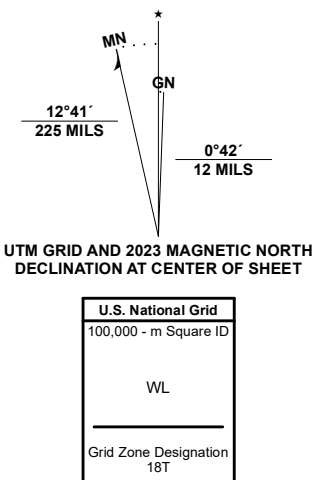 ★
MN
GN
12°41´
225 MILS
0°42´
12 MILS
UTM GRID AND 2023 MAGNETIC NORTH
DECLINATION AT CENTER OF SHEET
U.S. National Grid
100,000 - m Square ID
WL
Grid Zone Designation
18T